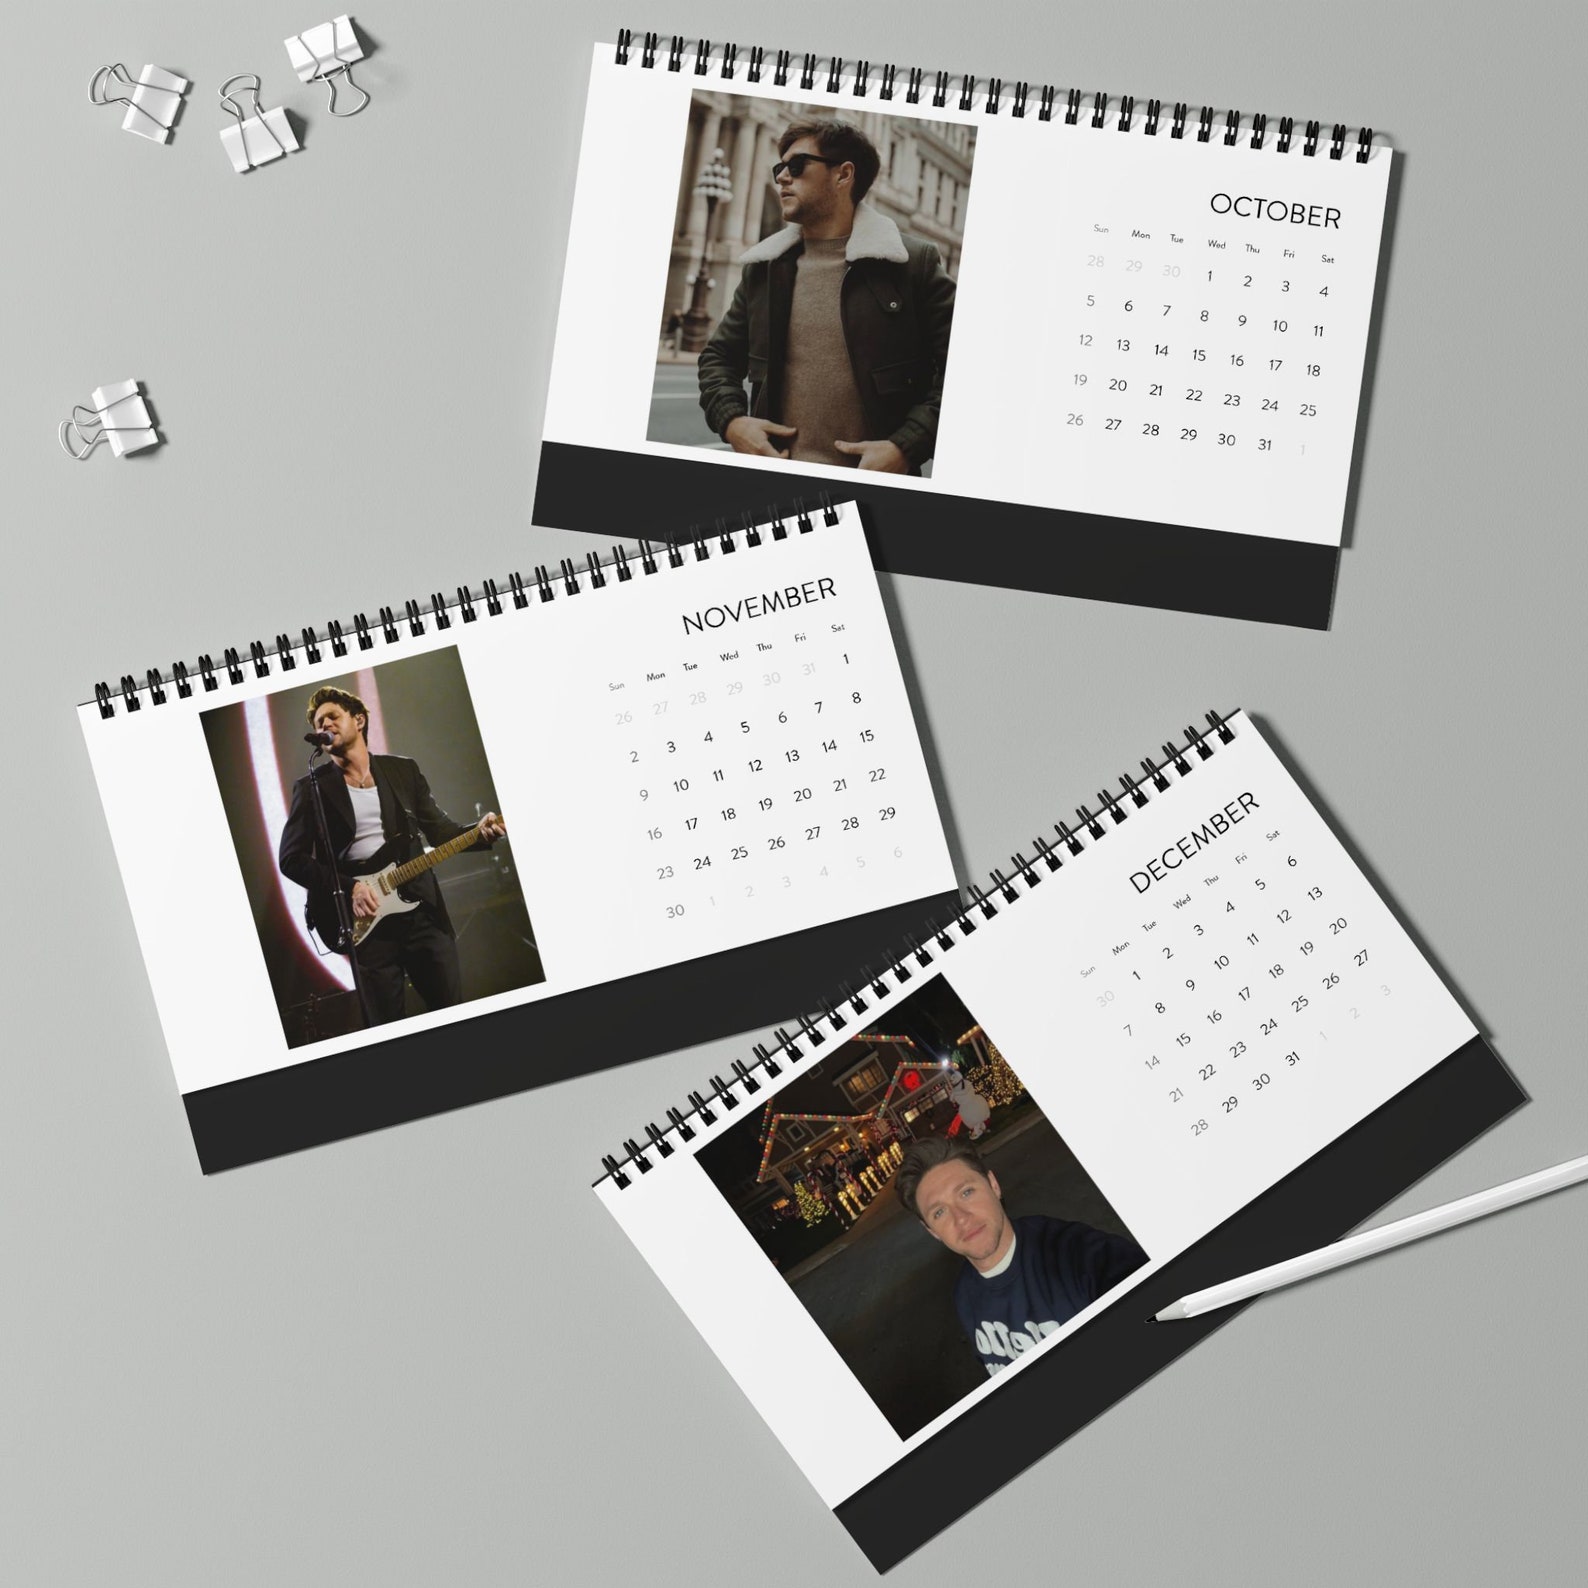 OCTOBER
Sun Mon Tue Wed Thu Fri Sat
28 29 30 1 2 3 4
5 6 7 8 9 10 11
12 13 14 15 16 17 18
19 20 21 22 23 24 25
26 27 28 29 30 31 1
NOVEMBER
Sun Mon Tue Wed Thu Fri Sat
26 27 28 29 30 31 1
2 3 4 5 6 7 8
9 10 11 12 13 14 15
16 17 18 19 20 21 22
23 24 25 26 27 28 29
30 1 2 3 4 5 6
DECEMBER
Sun Mon Tue Wed Thu Fri Sat
30 1 2 3 4 5 6
7 8 9 10 11 12 13
14 15 16 17 18 19 20
21 22 23 24 25 26 27
28 29 30 31 1 2 3
Hello